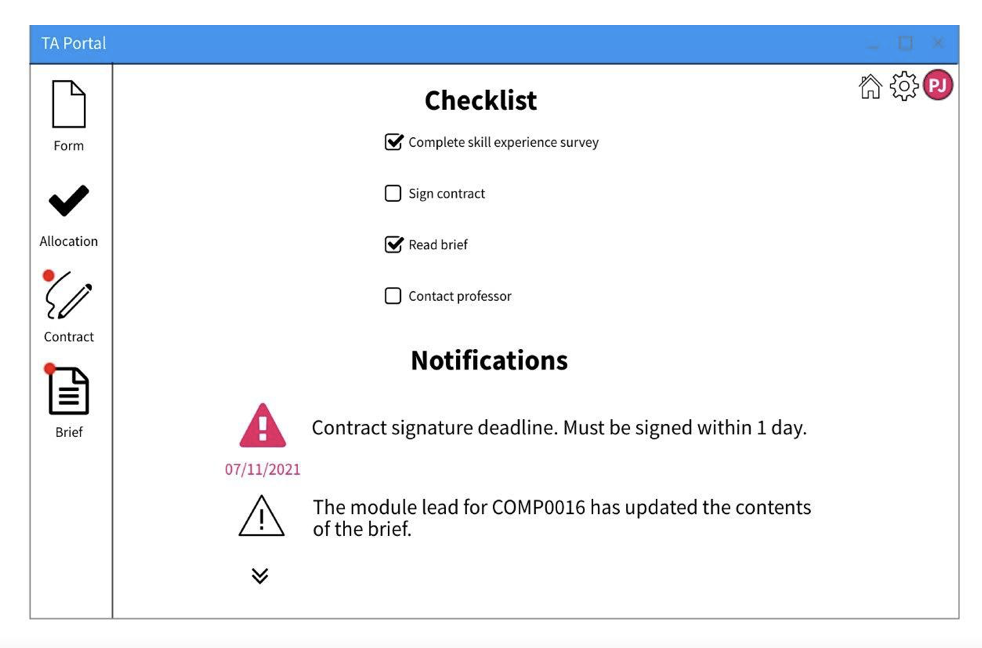 TA Portal
PJ
Form
Allocation
Contract
Brief
Checklist
Complete skill experience survey
Sign contract
Read brief
Contact professor
Notifications
Contract signature deadline. Must be signed within 1 day.
07/11/2021
The module lead for COMP0016 has updated the contents
of the brief.